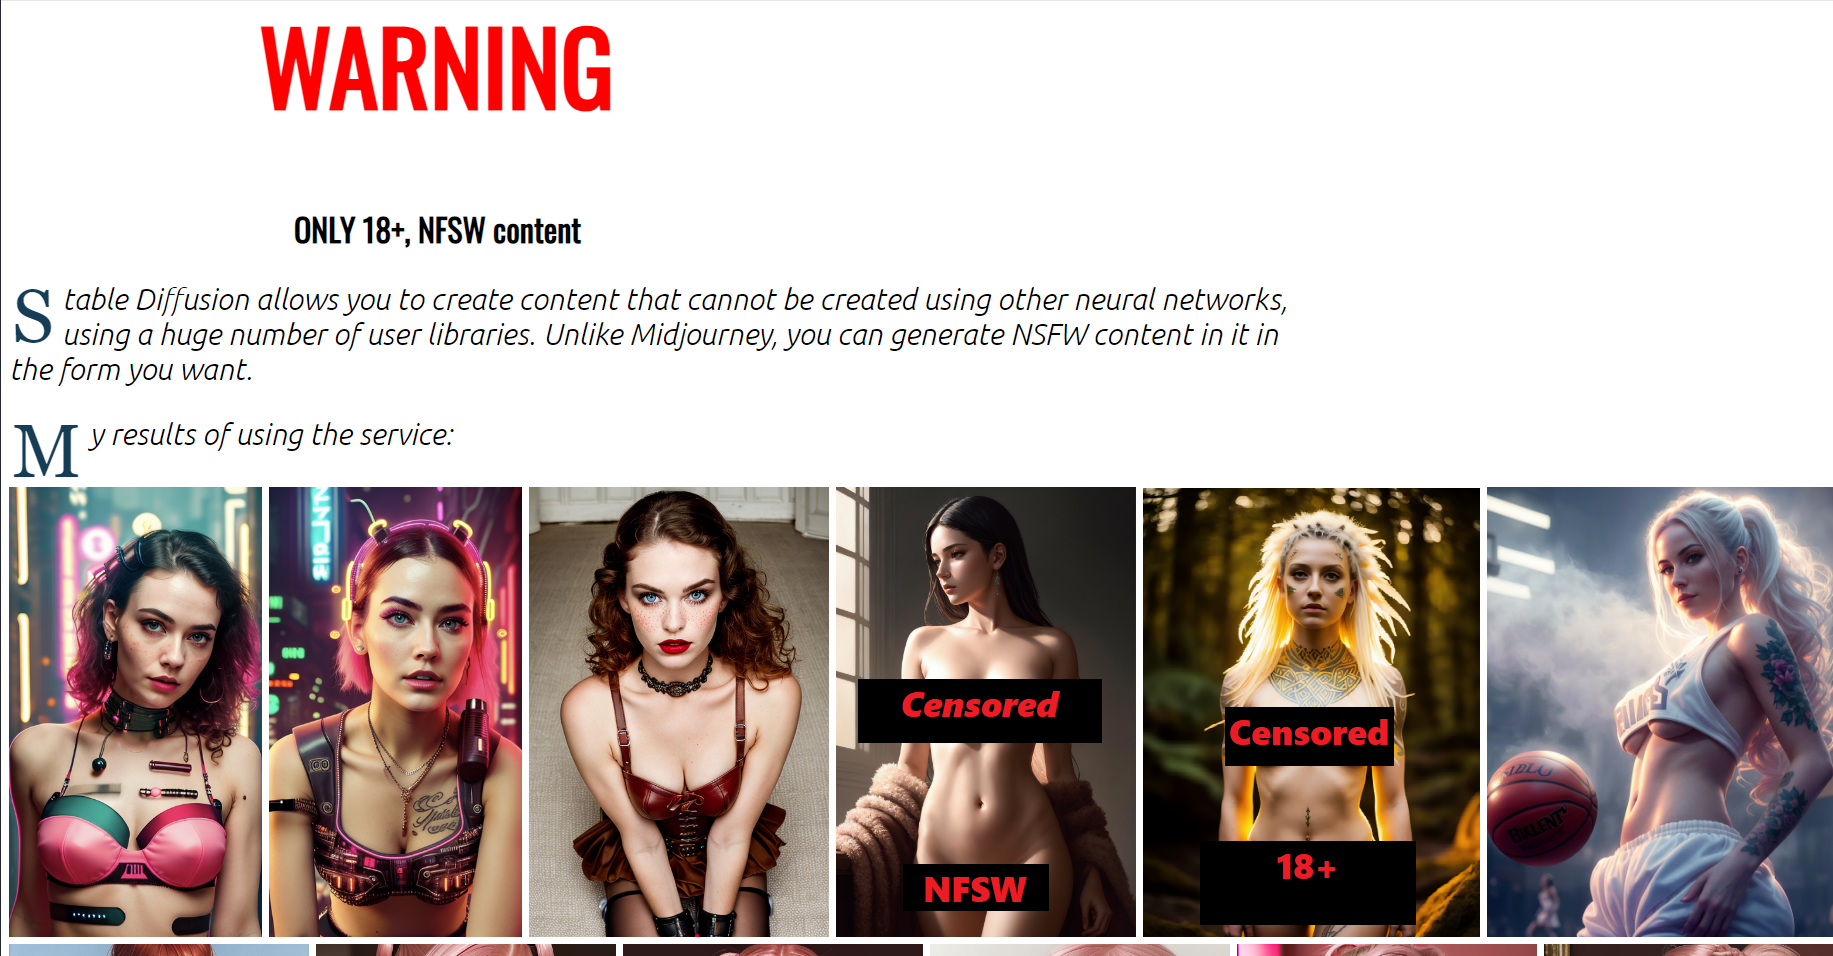 WARNING
ONLY 18+, NFSW content
Stable Diffusion allows you to create content that cannot be created using other neural networks,
using a huge number of user libraries. Unlike Midjourney, you can generate NSFW content in it in
the form you want.
My results of using the service:
Censored
NFSW
Censored
18+